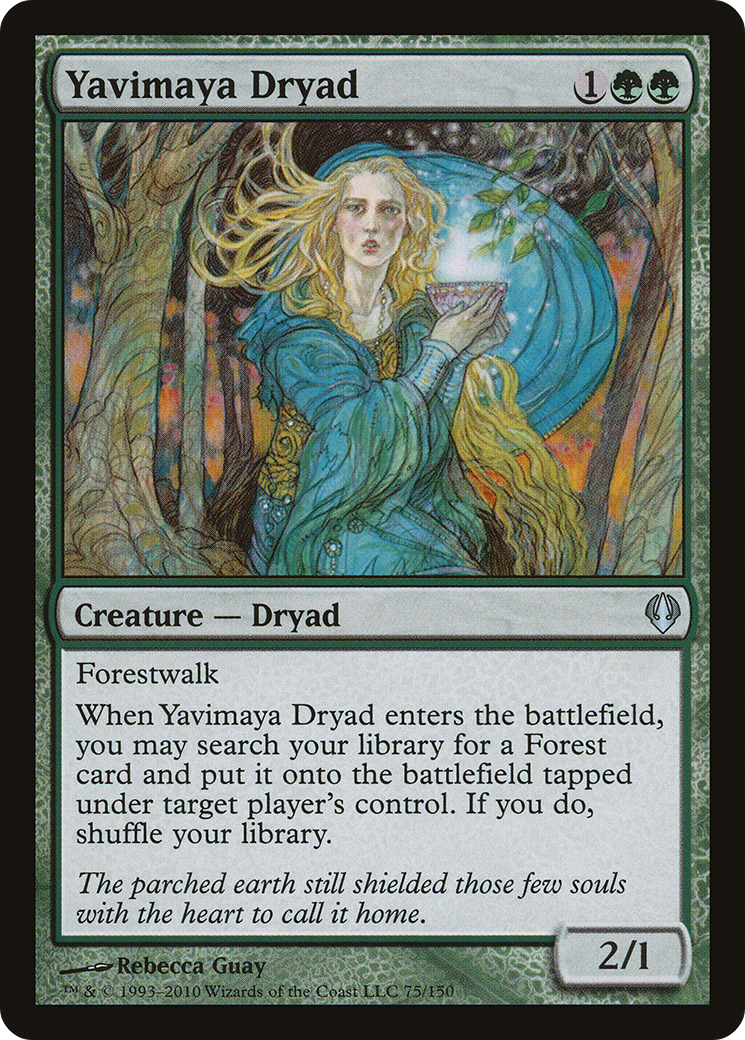 Yavimaya Dryad 1
Creature — Dryad
Forestwalk
When Yavimaya Dryad enters the battlefield,
you may search your library for a Forest
card and put it onto the battlefield tapped
under target player's control. If you do,
shuffle your library.
The parched earth still shielded those few souls
with the heart to call it home.
2/1
Rebecca Guay
™ & © 1993–2010 Wizards of the Coast LLC 75/150